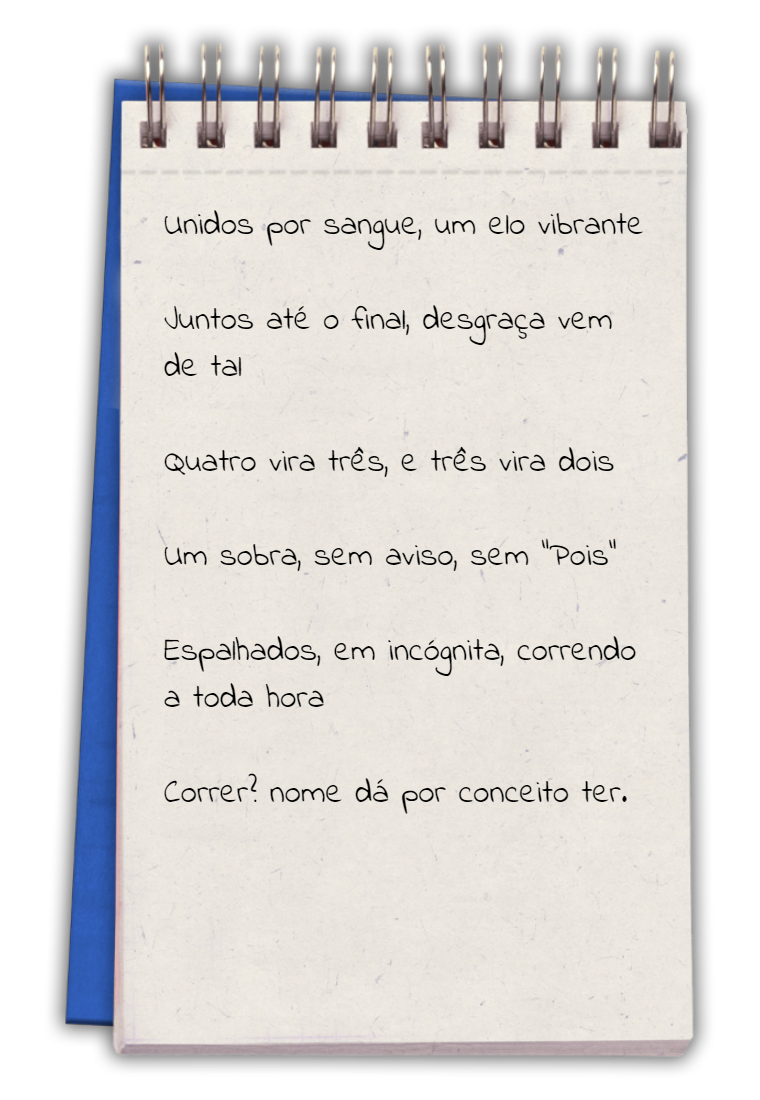 Unidos por sangue, um elo vibrante
Juntos até o final, desgraça vem
de tal
Quatro vira três, e três vira dois
Um sobra, sem aviso, sem "Pois"
Espalhados, em incógnita, correndo
a toda hora
Correr? nome dá por conceito ter.